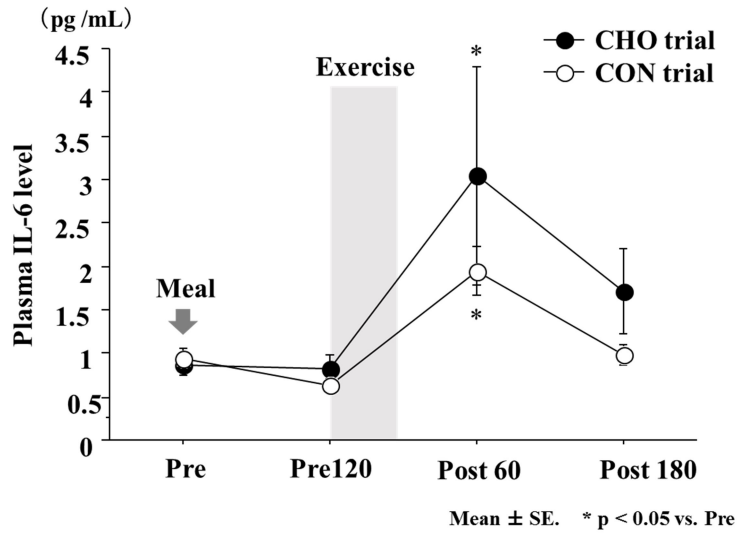 （pg /mL）
CHO trial
CON trial
Exercise
Meal
Plasma IL-6 level
4.5
4
3.5
3
2.5
2
1.5
1
0.5
0
*
*
Pre
Pre120
Post 60
Post 180
Mean ± SE. * p < 0.05 vs. Pre